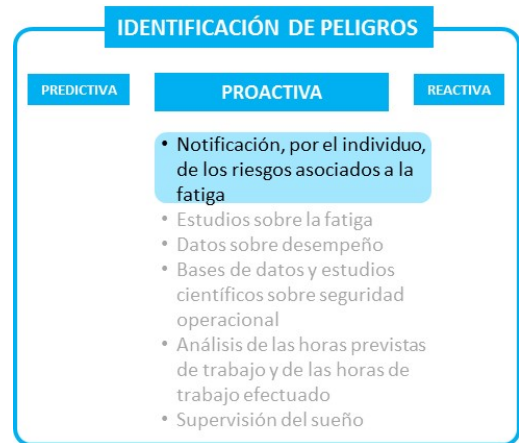 IDENTIFICACIÓN DE PELIGROS
PREDICTIVA
PROACTIVA
REACTIVA
• Notificación, por el individuo,
de los riesgos asociados a la
fatiga
• Estudios sobre la fatiga
• Datos sobre desempeño
• Bases de datos y estudios
científicos sobre seguridad
operacional
• Análisis de las horas previstas
de trabajo y de las horas de
trabajo efectuado
• Supervisión del sueño